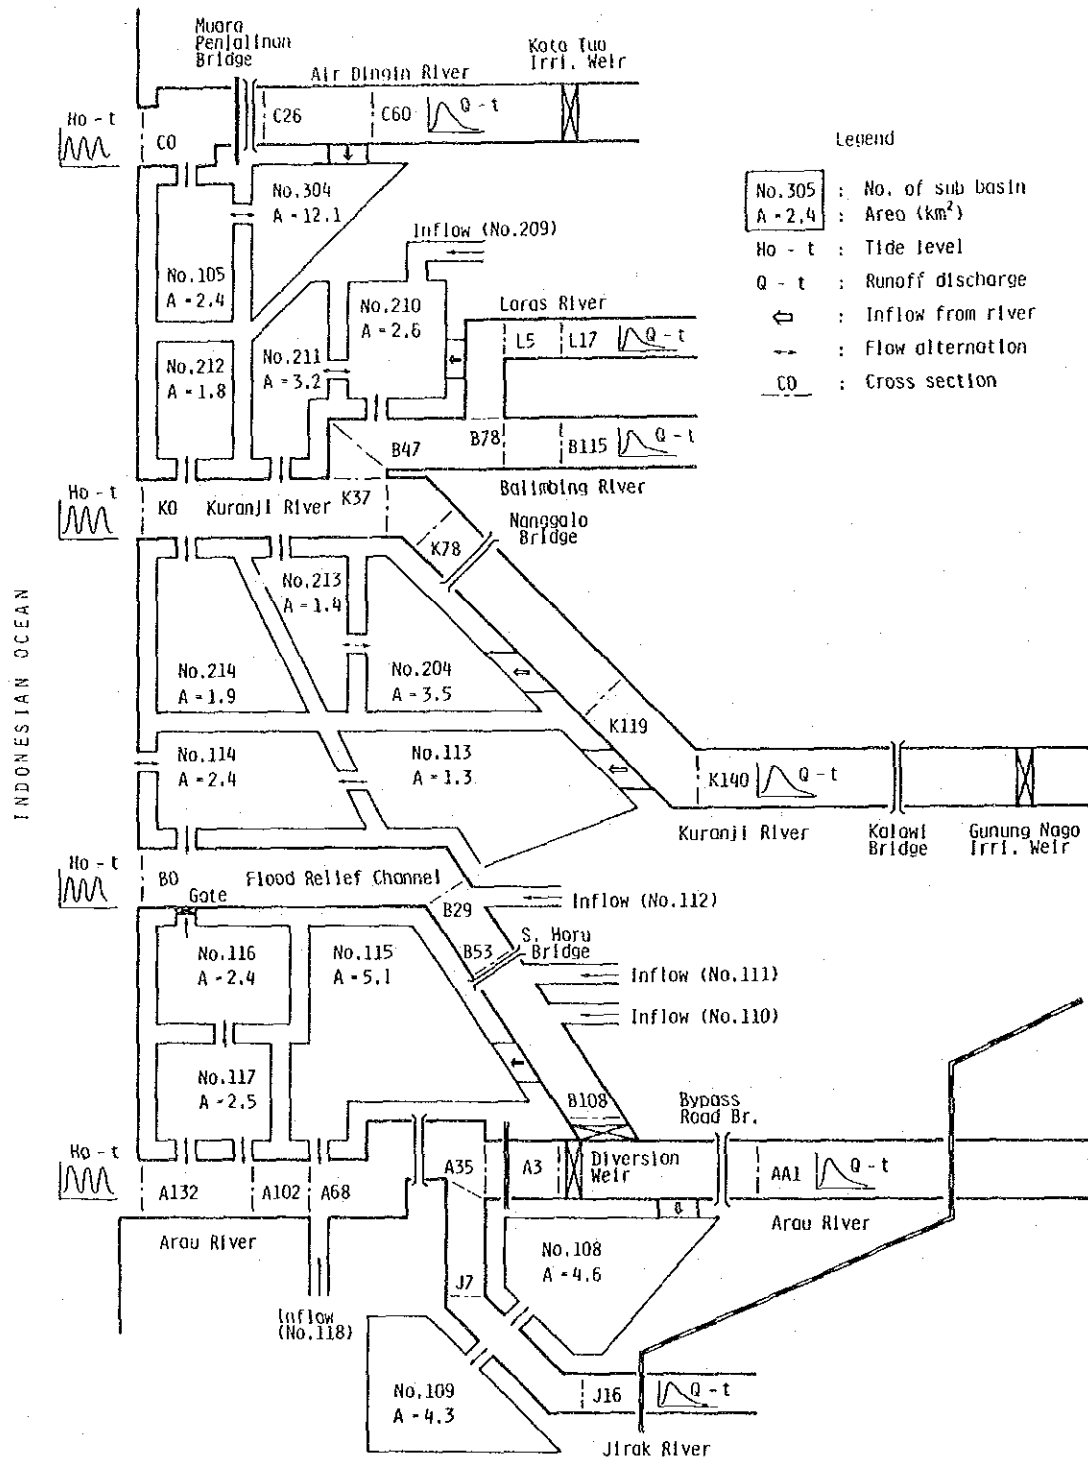 Muara
Penjalinan
Bridge
Kota Tua
Irri. Weir
Air Dingin River
Ho - t
C0
C26
C60
Q - t
Legend
No.305
A = 2.4
: No. of sub basin
: Area (km²)
Ho - t : Tide level
Q - t : Runoff discharge
⇦ : Inflow from river
↔ : Flow alternation
C0 : Cross section
No.304
A = 12.1
Inflow (No.209)
No.105
A = 2.4
No.210
A = 2.6
Laras River
L5
L17
Q - t
No.211
A = 3.2
No.212
A = 1.8
B47
B78
B115
Q - t
Balimbing River
Ho - t
K0
Kuranji River
K37
Nanggalo
Bridge
K78
No.213
A = 1.4
INDONESIAN OCEAN
No.214
A = 1.9
No.204
A = 3.5
K119
No.114
A = 2.4
No.113
A = 1.3
K140
Q - t
Kuranji River
Kalawi
Bridge
Gunung Nago
Irri. Weir
Ho - t
B0
Flood Relief Channel
Gate
B29
Inflow (No.112)
S. Haru
Bridge
B53
No.116
A = 2.4
No.115
A = 5.1
Inflow (No.111)
Inflow (No.110)
No.117
A = 2.5
B108
Bypass
Road Br.
Ho - t
A132
A102
A68
A35
A3
Diversion
Weir
AA1
Q - t
Arau River
Arau River
No.108
A = 4.6
J7
Inflow
(No.118)
No.109
A = 4.3
J16
Q - t
Jirak River